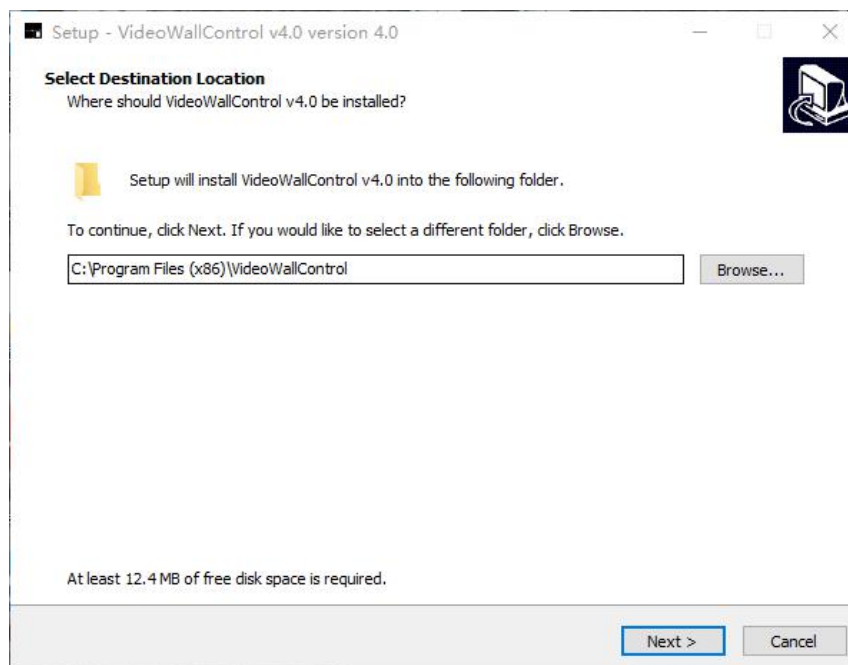 Setup - VideoWallControl v4.0 version 4.0
Select Destination Location
Where should VideoWallControl v4.0 be installed?
Setup will install VideoWallControl v4.0 into the following folder.
To continue, click Next. If you would like to select a different folder, click Browse.
C:\Program Files (x86)\VideoWallControl
Browse...
At least 12.4 MB of free disk space is required.
Next >
Cancel